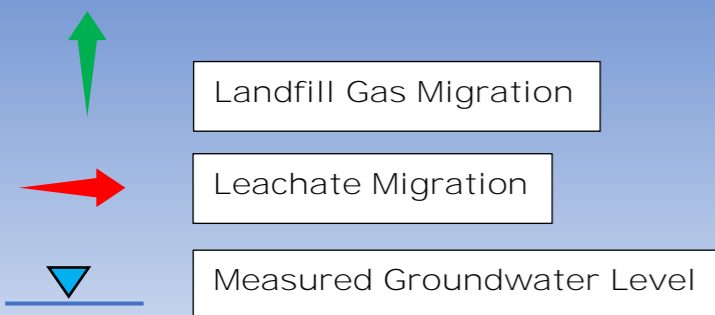 Landfill Gas Migration
Leachate Migration
Measured Groundwater Level